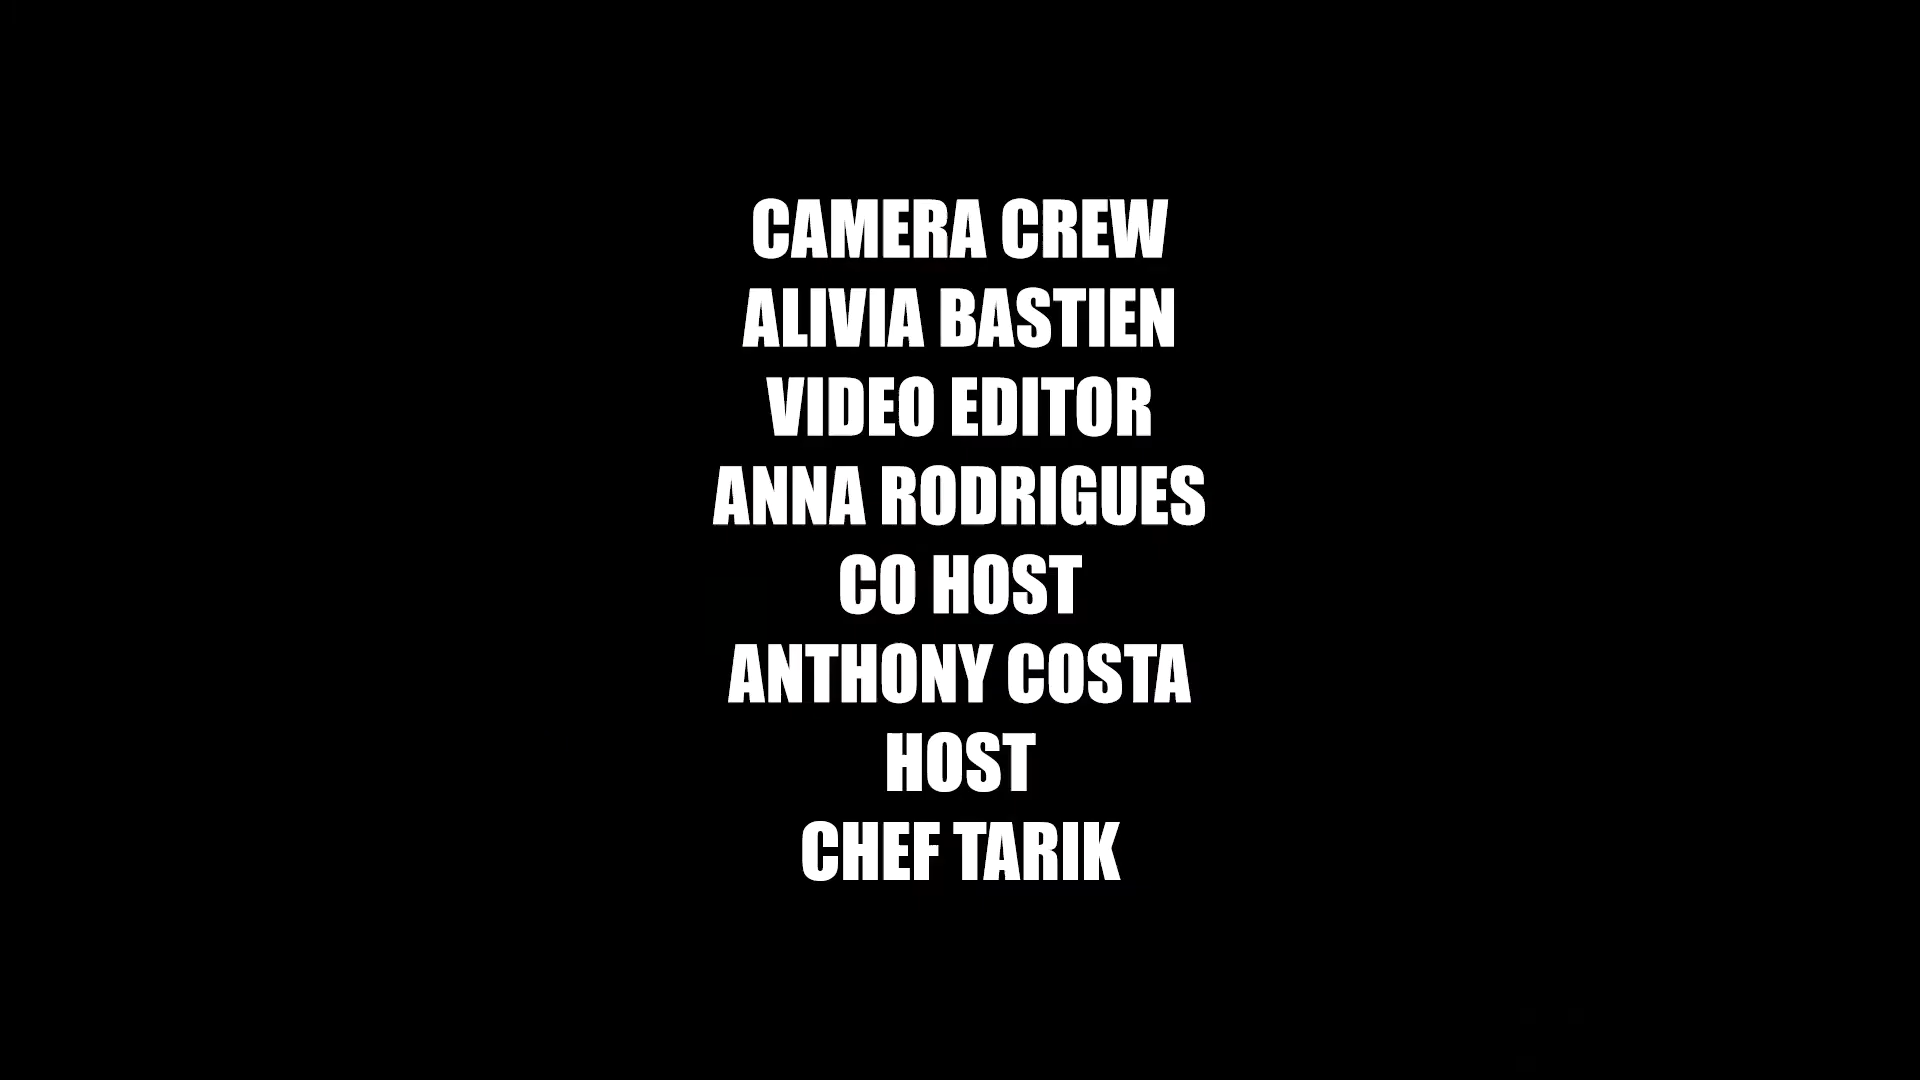 CAMERA CREW
ALIVIA BASTIEN
VIDEO EDITOR
ANNA RODRIGUES
CO HOST
ANTHONY COSTA
HOST
CHEF TARIK